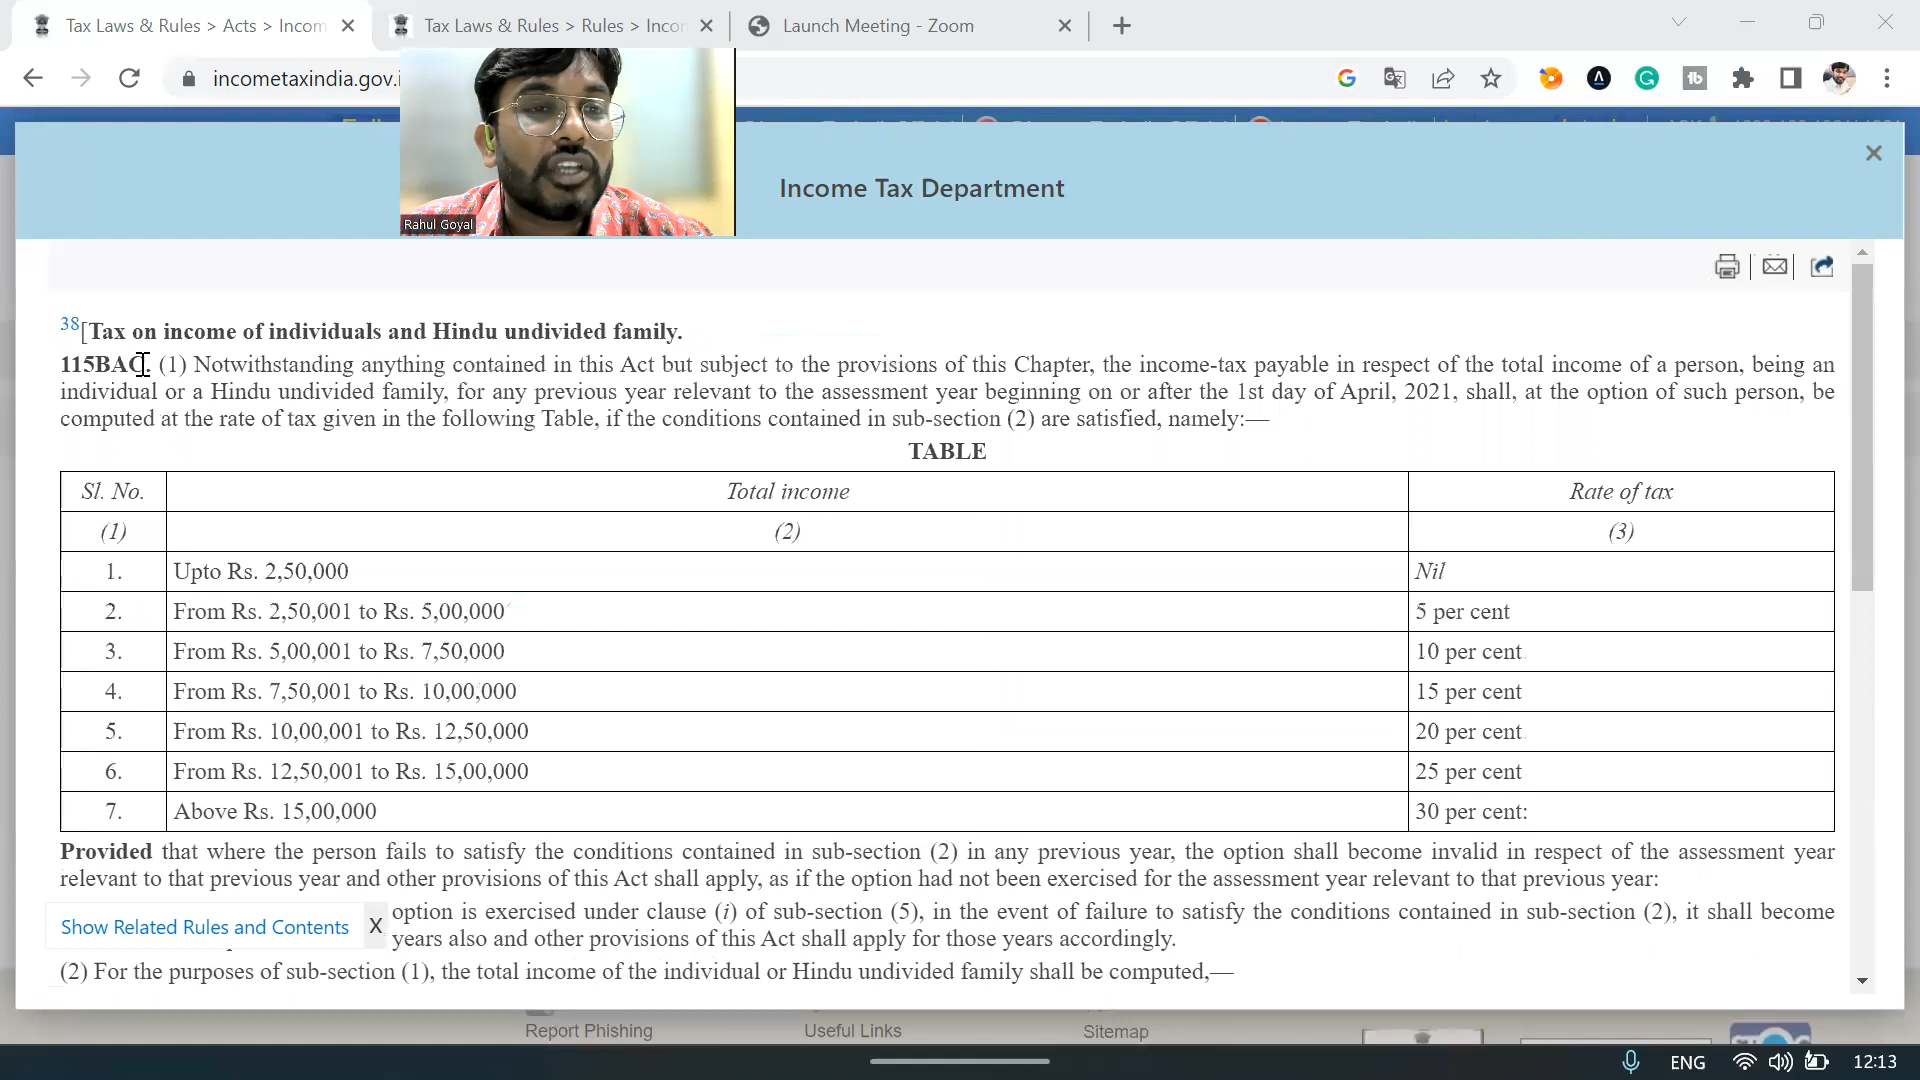 Tax Laws & Rules > Acts > Incom
Tax Laws & Rules > Rules > Inco
Launch Meeting - Zoom
incometaxindia.gov.i
Rahul Goyal
Income Tax Department
38[Tax on income of individuals and Hindu undivided family.
115BAC. (1) Notwithstanding anything contained in this Act but subject to the provisions of this Chapter, the income-tax payable in respect of the total income of a person, being an
individual or a Hindu undivided family, for any previous year relevant to the assessment year beginning on or after the 1st day of April, 2021, shall, at the option of such person, be
computed at the rate of tax given in the following Table, if the conditions contained in sub-section (2) are satisfied, namely:—
TABLE
Sl. No. Total income Rate of tax
(1) (2) (3)
1. Upto Rs. 2,50,000 Nil
2. From Rs. 2,50,001 to Rs. 5,00,000 5 per cent
3. From Rs. 5,00,001 to Rs. 7,50,000 10 per cent
4. From Rs. 7,50,001 to Rs. 10,00,000 15 per cent
5. From Rs. 10,00,001 to Rs. 12,50,000 20 per cent
6. From Rs. 12,50,001 to Rs. 15,00,000 25 per cent
7. Above Rs. 15,00,000 30 per cent:
Provided that where the person fails to satisfy the conditions contained in sub-section (2) in any previous year, the option shall become invalid in respect of the assessment year
relevant to that previous year and other provisions of this Act shall apply, as if the option had not been exercised for the assessment year relevant to that previous year:
option is exercised under clause (i) of sub-section (5), in the event of failure to satisfy the conditions contained in sub-section (2), it shall become
Show Related Rules and Contents X
years also and other provisions of this Act shall apply for those years accordingly.
(2) For the purposes of sub-section (1), the total income of the individual or Hindu undivided family shall be computed,—
Report Phishing Useful Links Sitemap
ENG 12:13